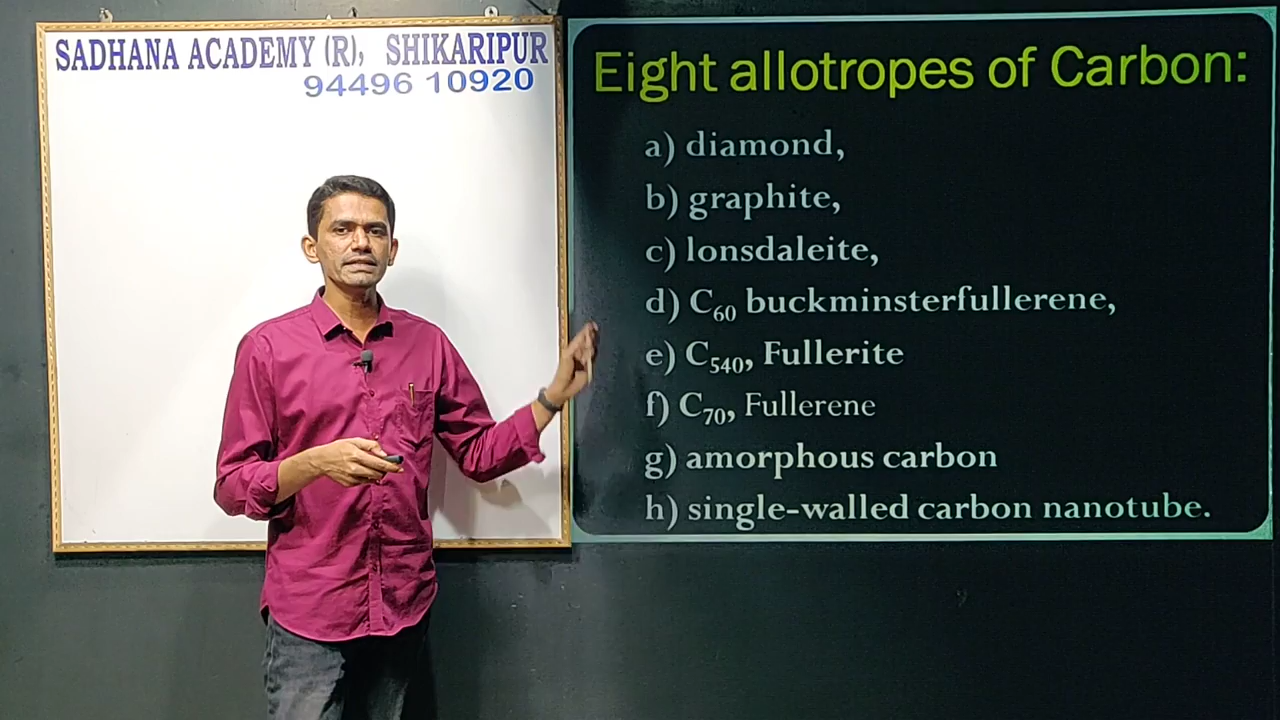 SADHANA ACADEMY (R), SHIKARIPUR
94496 10920
Eight allotropes of Carbon:
a) diamond,
b) graphite,
c) lonsdaleite,
d) C₆₀ buckminsterfullerene,
e) C₅₄₀, Fullerite
f) C₇₀, Fullerene
g) amorphous carbon
h) single-walled carbon nanotube.